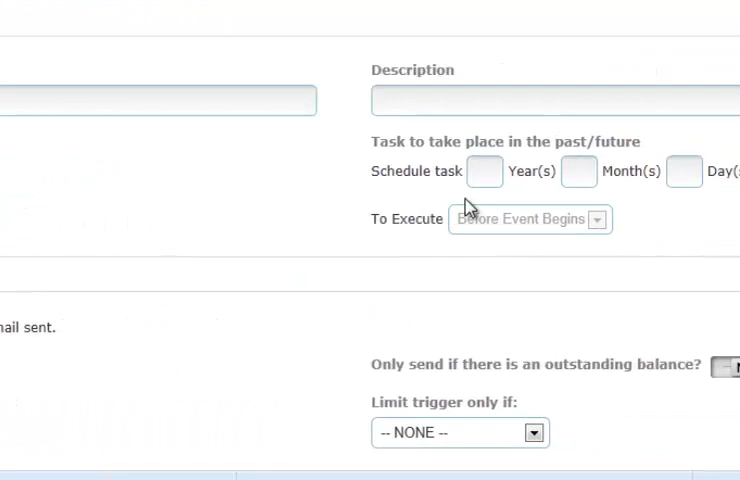 Description
Task to take place in the past/future
Schedule task Year(s) Month(s) Day(s
To Execute Before Event Begins
sent.
Only send if there is an outstanding balance?
Limit trigger only if:
-- NONE --